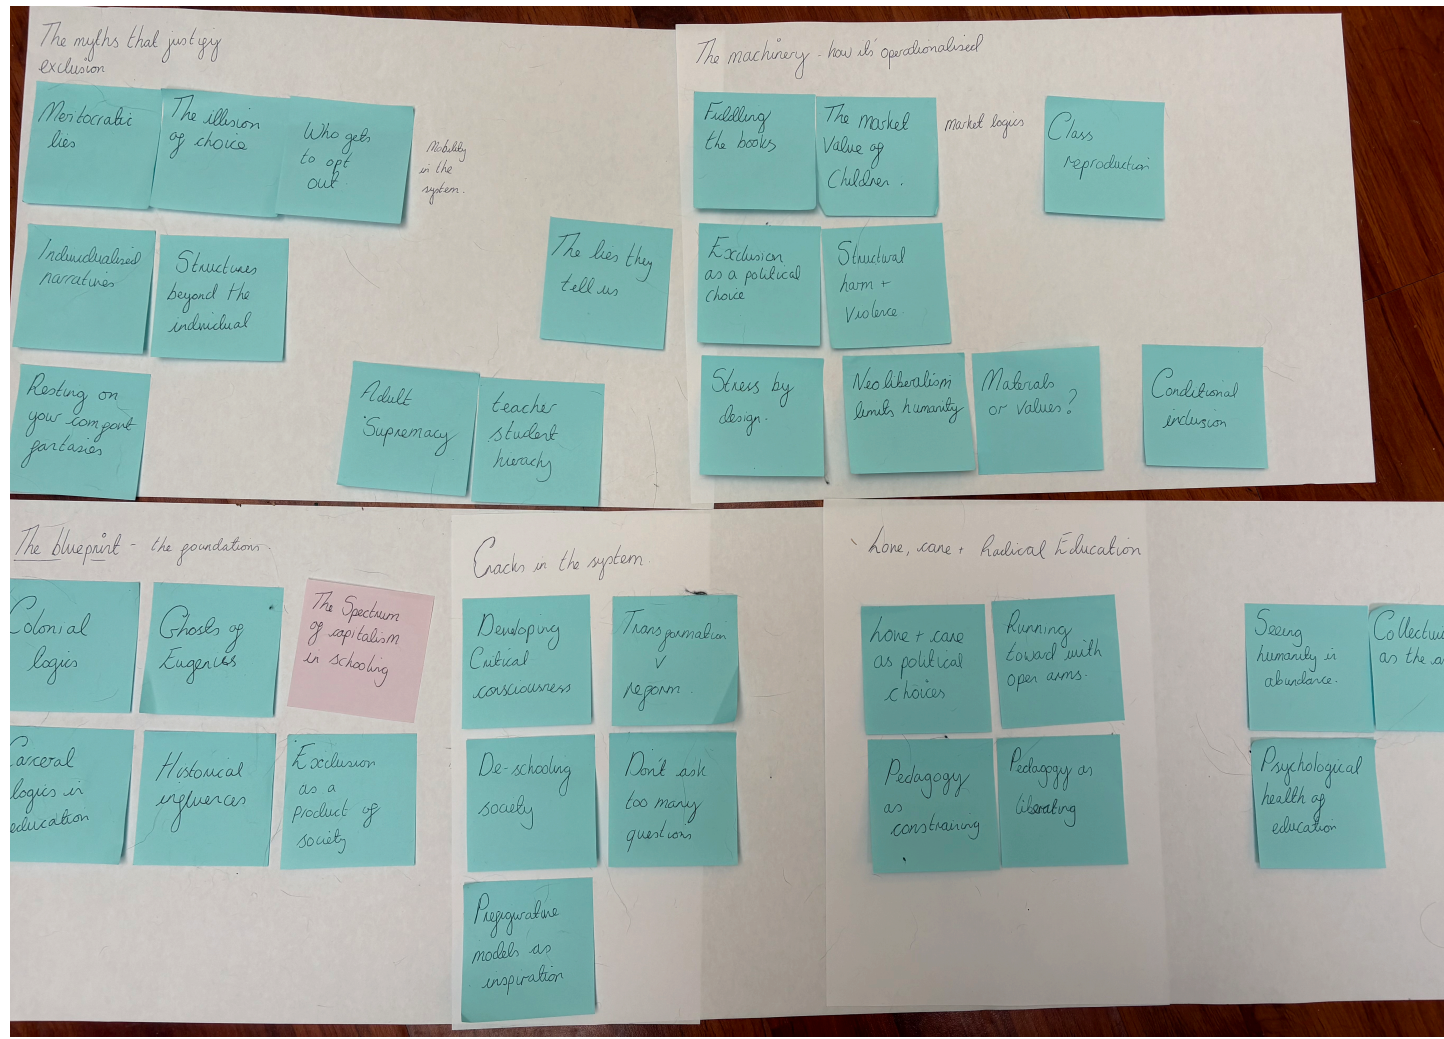 The myths that justify
exclusion
Meritocratic
lies
The illusion
of choice
Who gets
to opt
out
Mobility
in the
system.
Individualised
narratives
Structures
beyond the
individual
The lies they
tell us
Resting on
your comfort
fantasies
Adult
Supremacy
teacher
student
hierachy
The machinery - how it's operationalised
Fiddling
the books
The market
value of
Children.
market logics
Class
reproduction
Exclusion
as a political
choice
Structural
harm +
Violence.
Stress by
design.
Neoliberalism
limits humanity
Materials
or values?
Conditional
inclusion
The blueprint - the foundations.
Colonial
logics
Ghosts of
Eugenics
The Spectrum
of capitalism
in schooling
Carceral
logics in
education
Historical
influences
Exclusion
as a
product of
society
Cracks in the system.
Developing
Critical
consciousness
Transformation
v
reform.
De-schooling
society
Don't ask
too many
questions
Prefigurative
models as
inspiration
Love, care + Radical Education
Love + care
as political
choices
Running
toward with
open arms.
Pedagogy
as
constraining
Pedagogy as
liberating
Seeing
humanity in
abundance.
as the
Psychological
health of
education